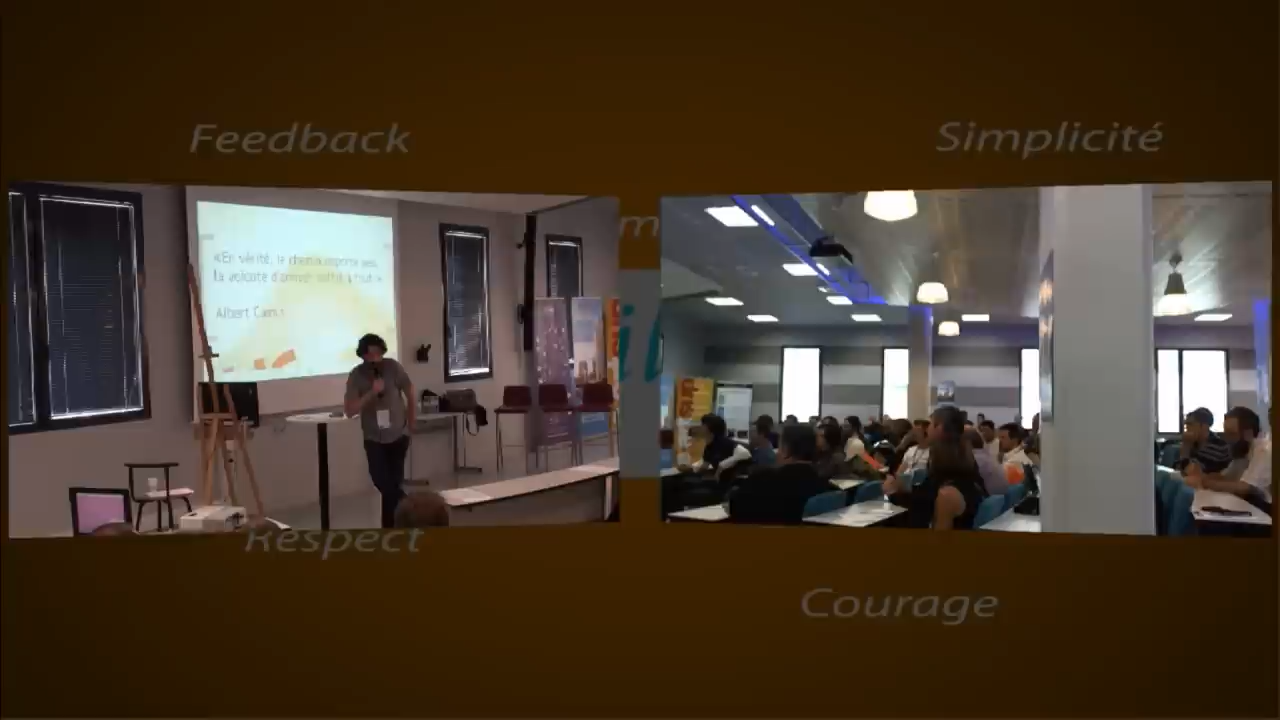 Feedback
Simplicité
«En vérité, le chemin importe peu,
la volonté d'arriver suffit à tout.»
Albert Camus
Respect
Courage